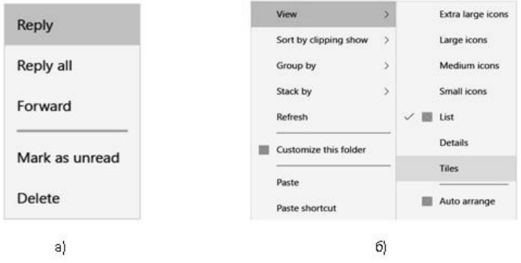 Reply
Reply all
Forward
Mark as unread
Delete
View
Sort by clipping show
Group by
Stack by
Refresh
Customize this folder
Paste
Paste shortcut
Extra large icons
Large icons
Medium icons
Small icons
List
Details
Tiles
Auto arrange
а)
б)